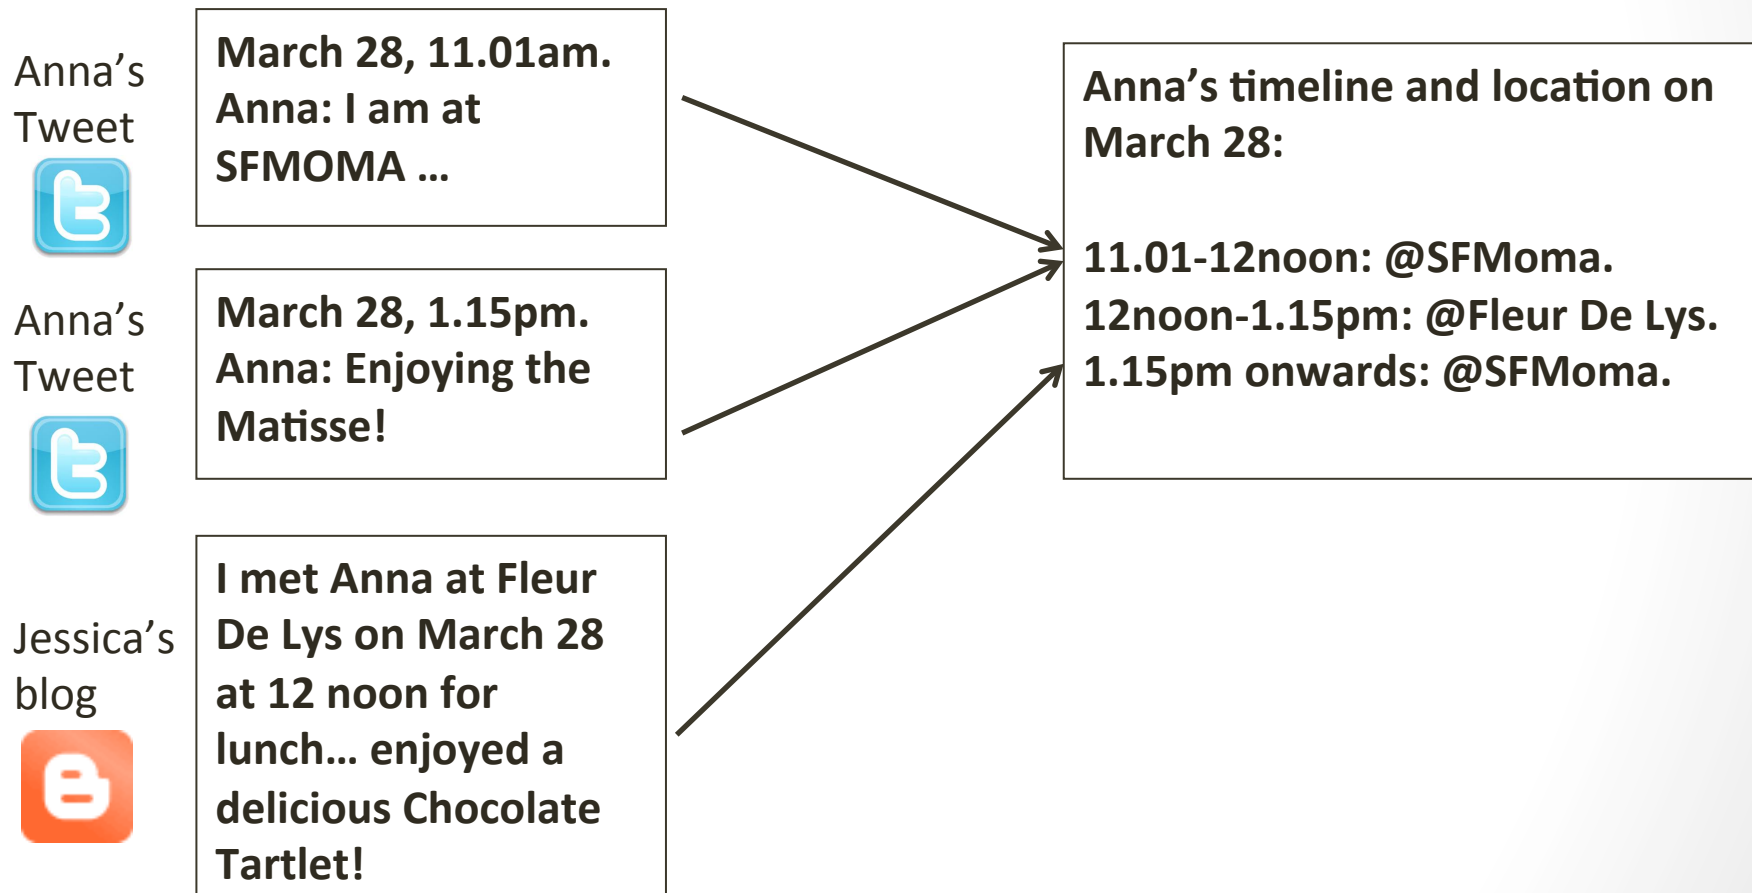 Anna’s
Tweet
March 28, 11.01am.
Anna: I am at
SFMOMA …
Anna’s
Tweet
March 28, 1.15pm.
Anna: Enjoying the
Matisse!
Jessica’s
blog
I met Anna at Fleur
De Lys on March 28
at 12 noon for
lunch… enjoyed a
delicious Chocolate
Tartlet!
Anna’s timeline and location on
March 28:
11.01-12noon: @SFMoma.
12noon-1.15pm: @Fleur De Lys.
1.15pm onwards: @SFMoma.